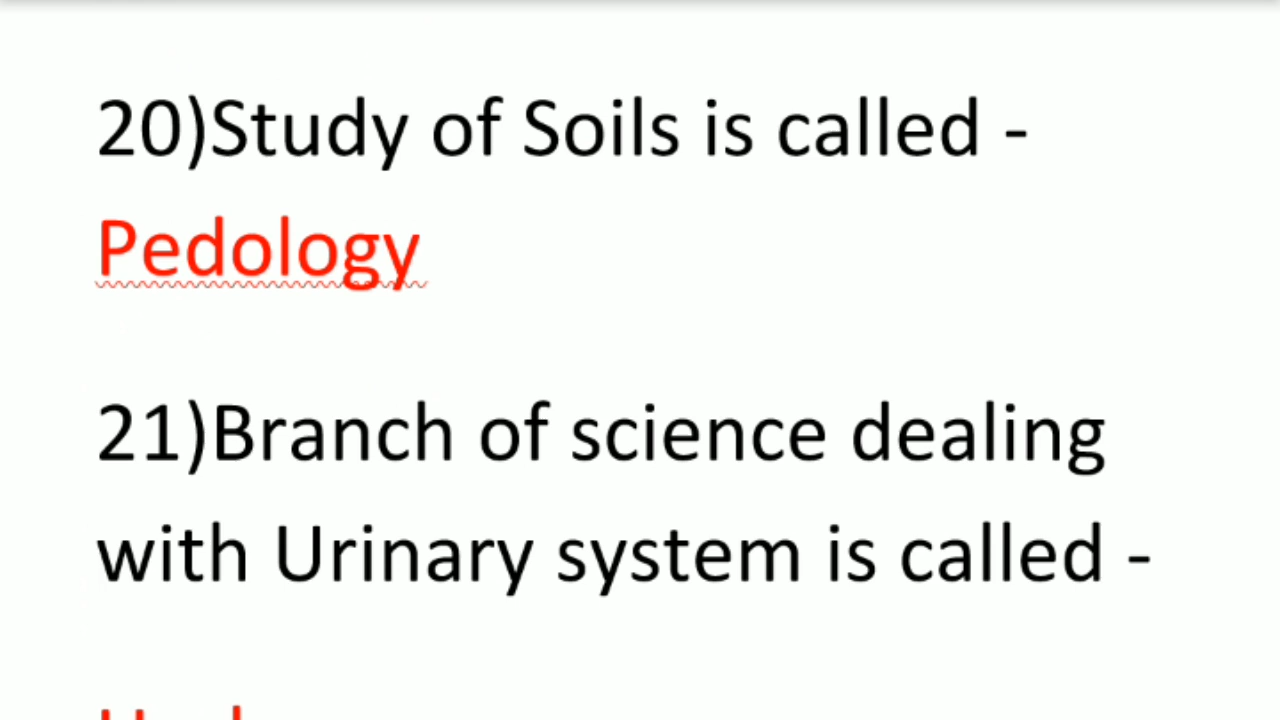 20)Study of Soils is called -
Pedology
21)Branch of science dealing
with Urinary system is called -